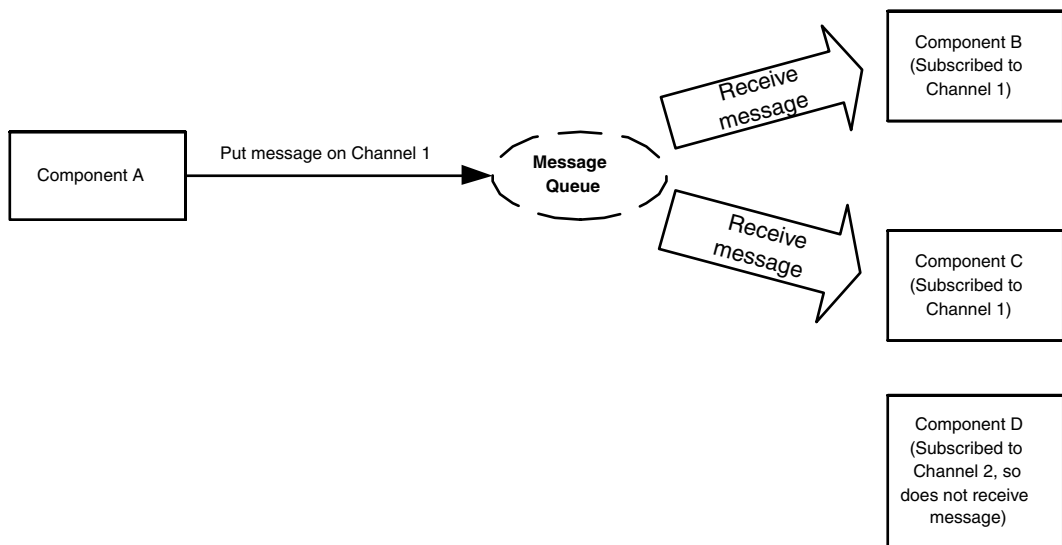 Component A
Put message on Channel 1
Message
Queue
Receive
message
Receive
message
Component B
(Subscribed to
Channel 1)
Component C
(Subscribed to
Channel 1)
Component D
(Subscribed to
Channel 2, so
does not receive
message)